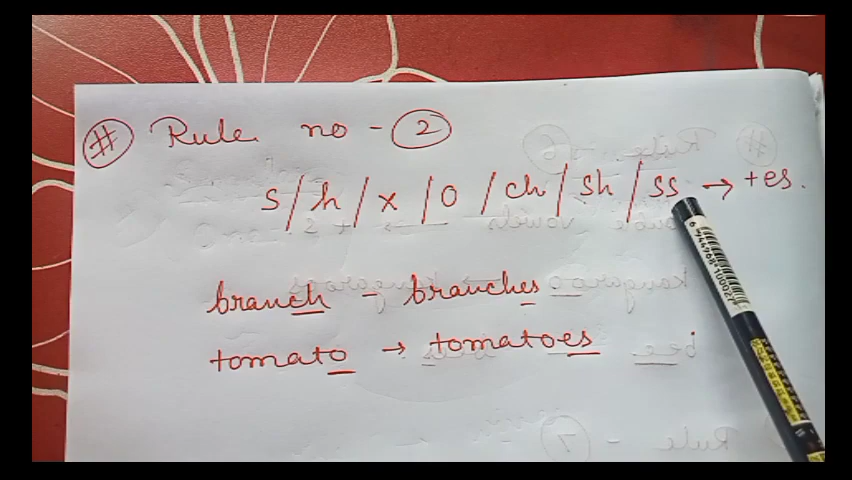 # Rule no - 2
s / h / x / o / ch / sh / ss → +es.
branch - branches
tomato → tomatoes